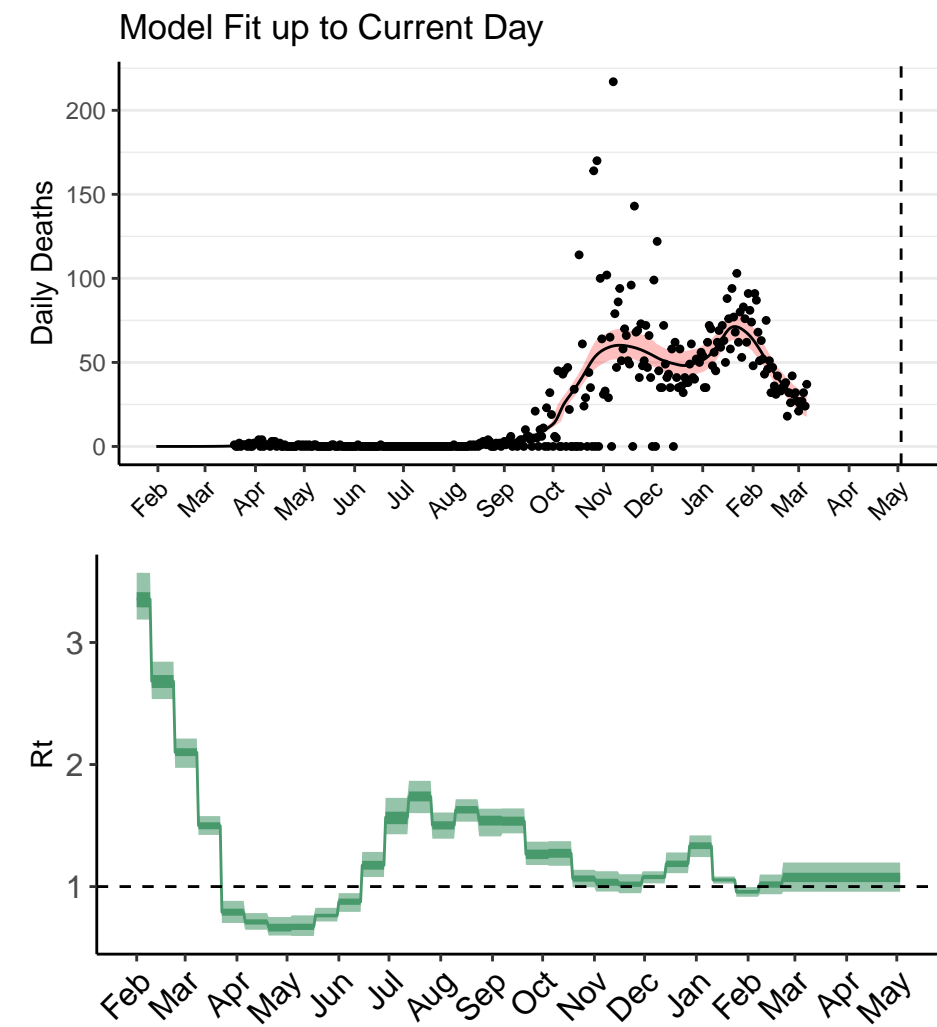 Model Fit up to Current Day
Daily Deaths
200
150
100
50
0
Feb Mar Apr May Jun Jul Aug Sep Oct Nov Dec Jan Feb Mar Apr May
Rt
3
2
1
Feb Mar Apr May Jun Jul Aug Sep Oct Nov Dec Jan Feb Mar Apr May